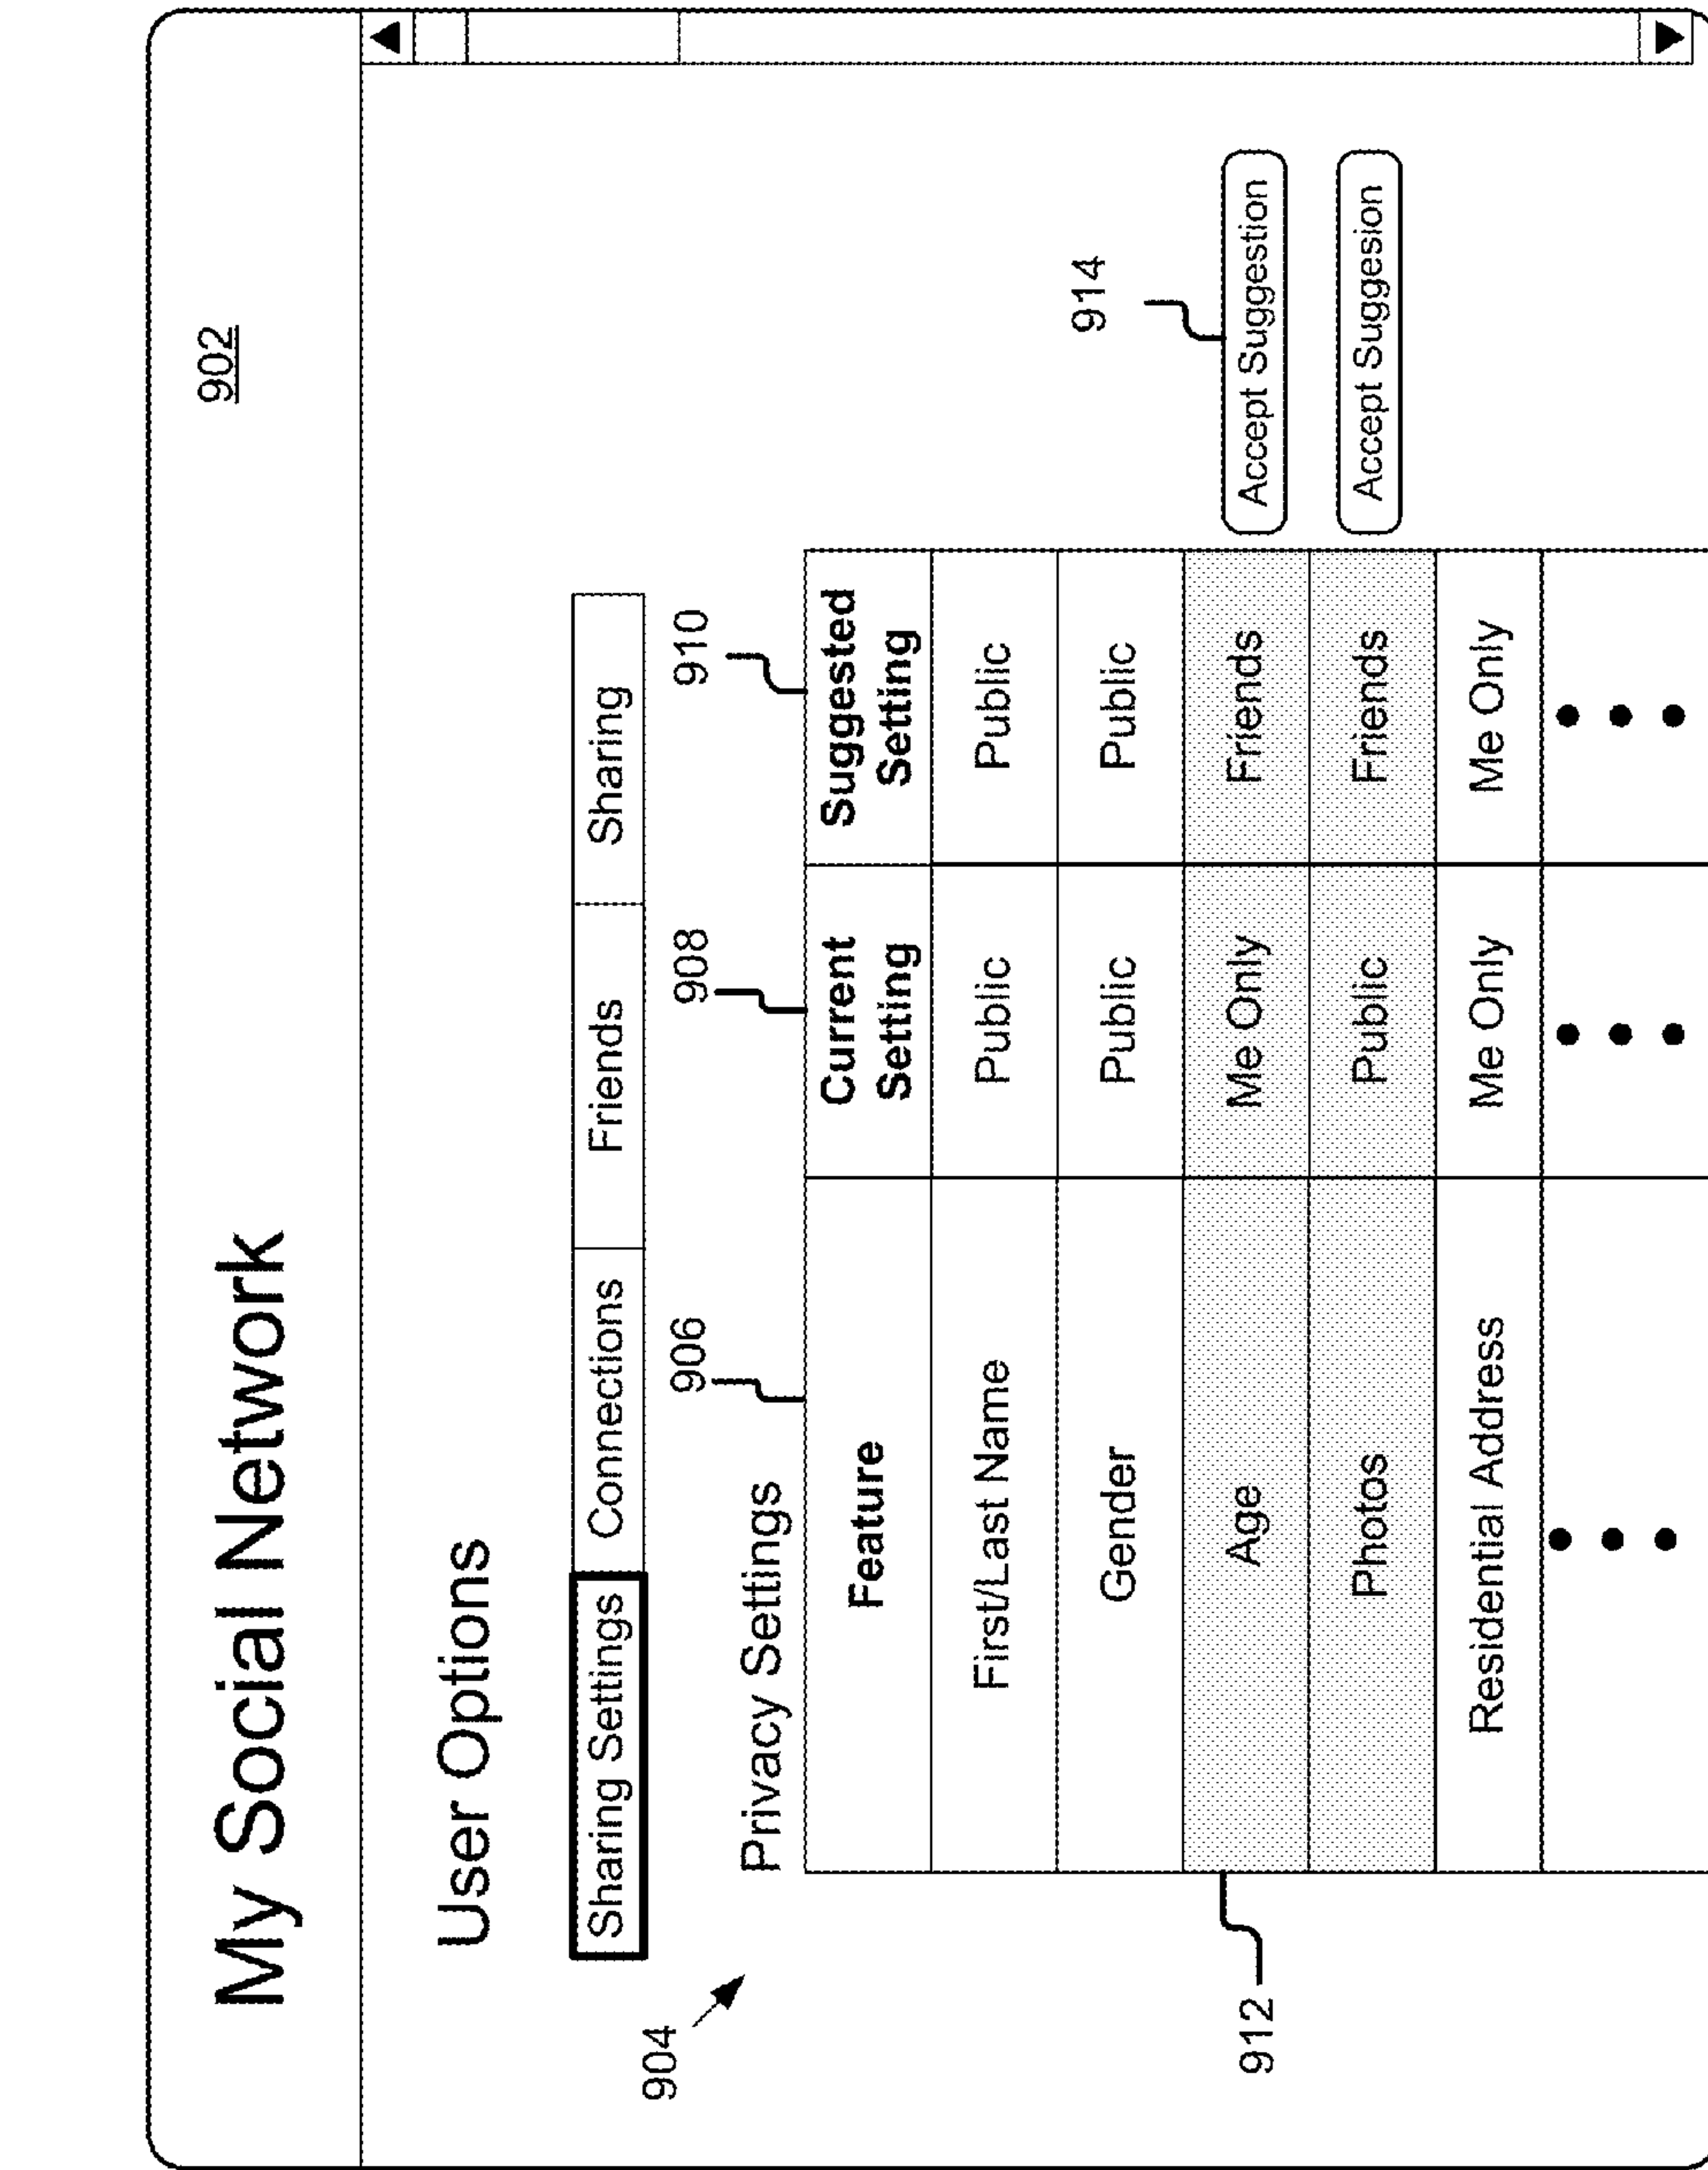 My Social Network
902
User Options
Sharing Settings Connections Friends Sharing
904
Privacy Settings
906 908 910
Feature Current Setting Suggested Setting
First/Last Name Public Public
Gender Public Public
914
912
Age Me Only Friends Accept Suggestion
Photos Public Friends Accept Suggesion
Residential Address Me Only Me Only